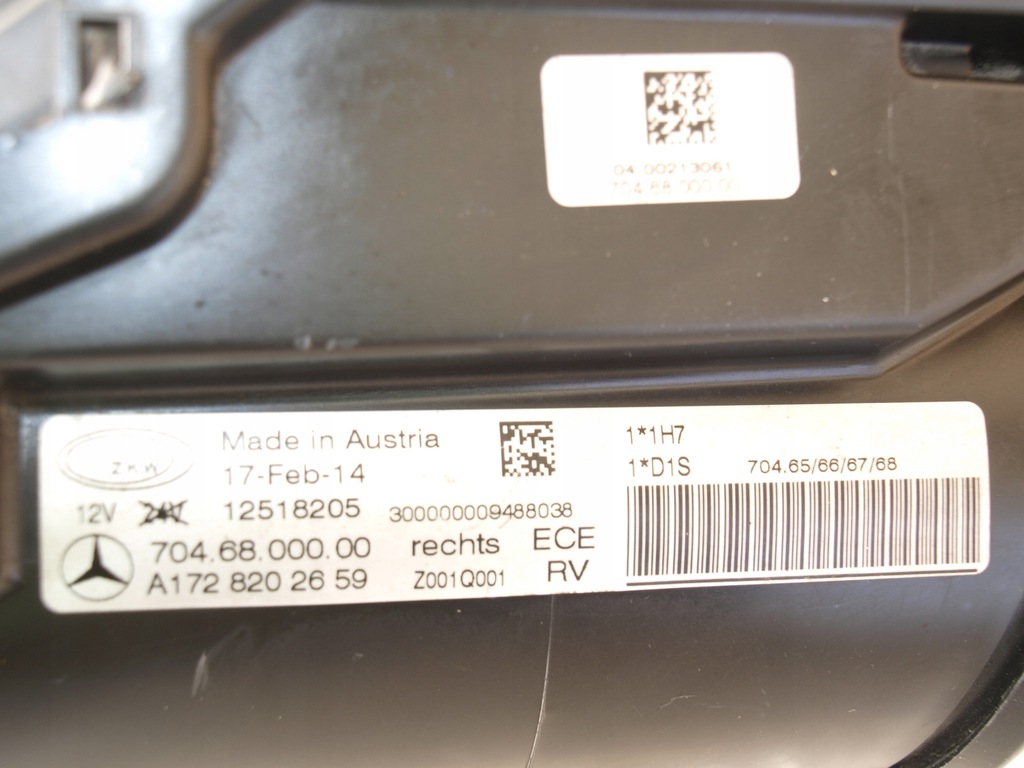 04 00213061
704.68.000.00
ZKW
Made in Austria
17-Feb-14
12V 24V 12518205 300000009488038
704.68.000.00 rechts ECE
A172 820 26 59 Z001Q001 RV
1*1H7
1*D1S 704.65/66/67/68